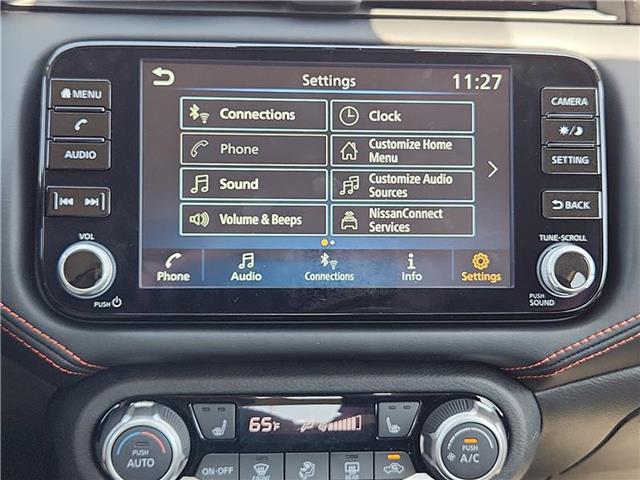 Settings
11:27
MENU
AUDIO
Connections
Clock
Phone
Customize Home
Menu
Sound
Customize Audio
Sources
Volume & Beeps
NissanConnect
Services
Phone
Audio
Connections
Info
Settings
CAMERA
SETTING
BACK
VOL
PUSH
TUNE·SCROLL
PUSH
SOUND
65°F
PUSH
AUTO
ON·OFF
FRONT
REAR
PUSH
A/C